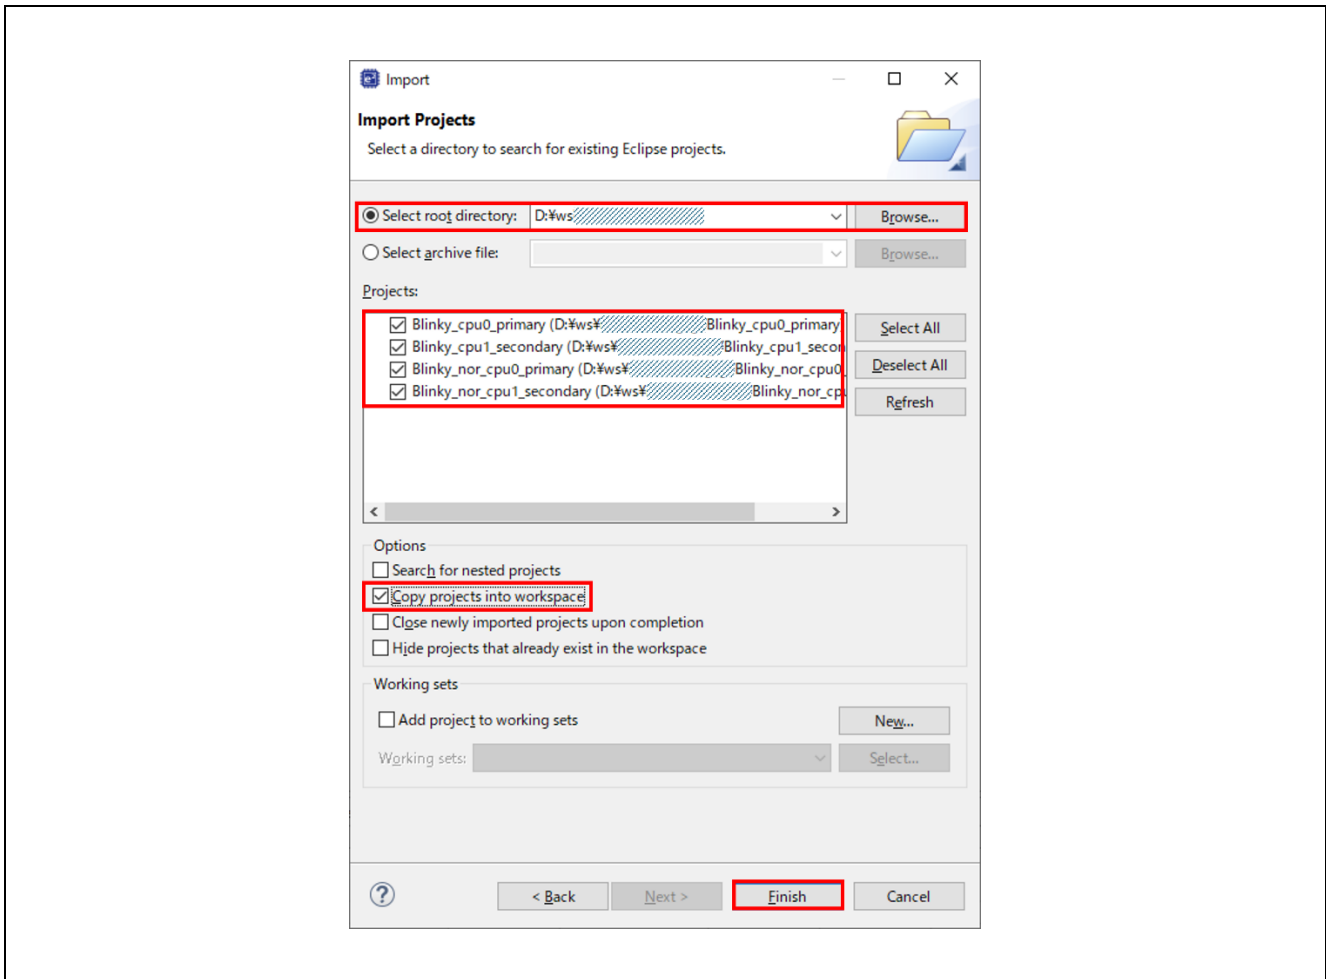 Import
Import Projects
Select a directory to search for existing Eclipse projects.
Select root directory: D:¥ws Browse...
Select archive file: Browse...
Projects:
Blinky_cpu0_primary (D:¥ws¥ Blinky_cpu0_primary
Select All
Blinky_cpu1_secondary (D:¥ws¥ Blinky_cpu1_secon
Deselect All
Blinky_nor_cpu0_primary (D:¥ws¥ Blinky_nor_cpu0_
Blinky_nor_cpu1_secondary (D:¥ws¥ Blinky_nor_cp
Refresh
Options
Search for nested projects
Copy projects into workspace
Close newly imported projects upon completion
Hide projects that already exist in the workspace
Working sets
Add project to working sets New...
Working sets: Select...
? < Back Next > Finish Cancel